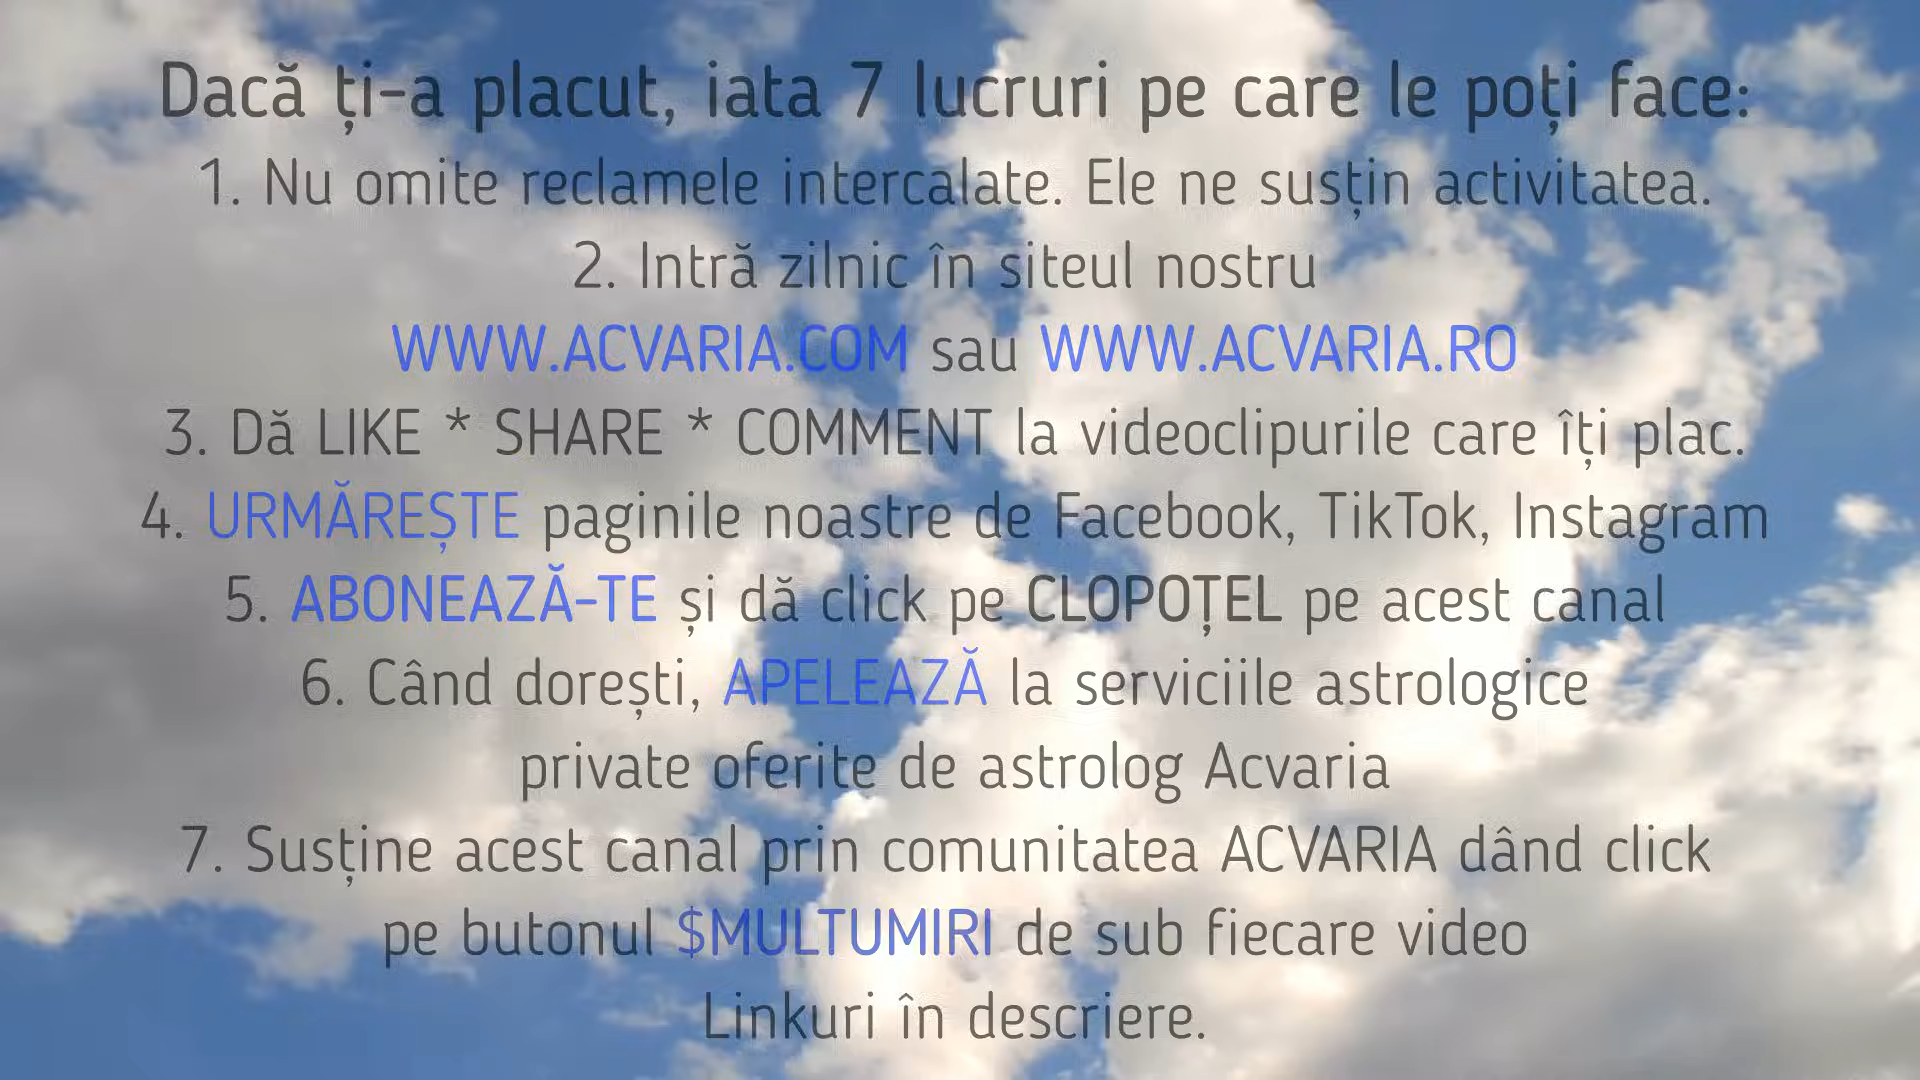 Dacă ți-a placut, iata 7 lucruri pe care le poți face:
1. Nu omite reclamele intercalate. Ele ne susțin activitatea.
2. Intră zilnic în siteul nostru
WWW.ACVARIA.COM sau WWW.ACVARIA.RO
3. Dă LIKE * SHARE * COMMENT la videoclipurile care îți plac.
4. URMĂREȘTE paginile noastre de Facebook, TikTok, Instagram
5. ABONEAZĂ-TE și dă click pe CLOPOȚEL pe acest canal
6. Când dorești, APELEAZĂ la serviciile astrologice
private oferite de astrolog Acvaria
7. Susține acest canal prin comunitatea ACVARIA dând click
pe butonul $MULTUMIRI de sub fiecare video
Linkuri în descriere.